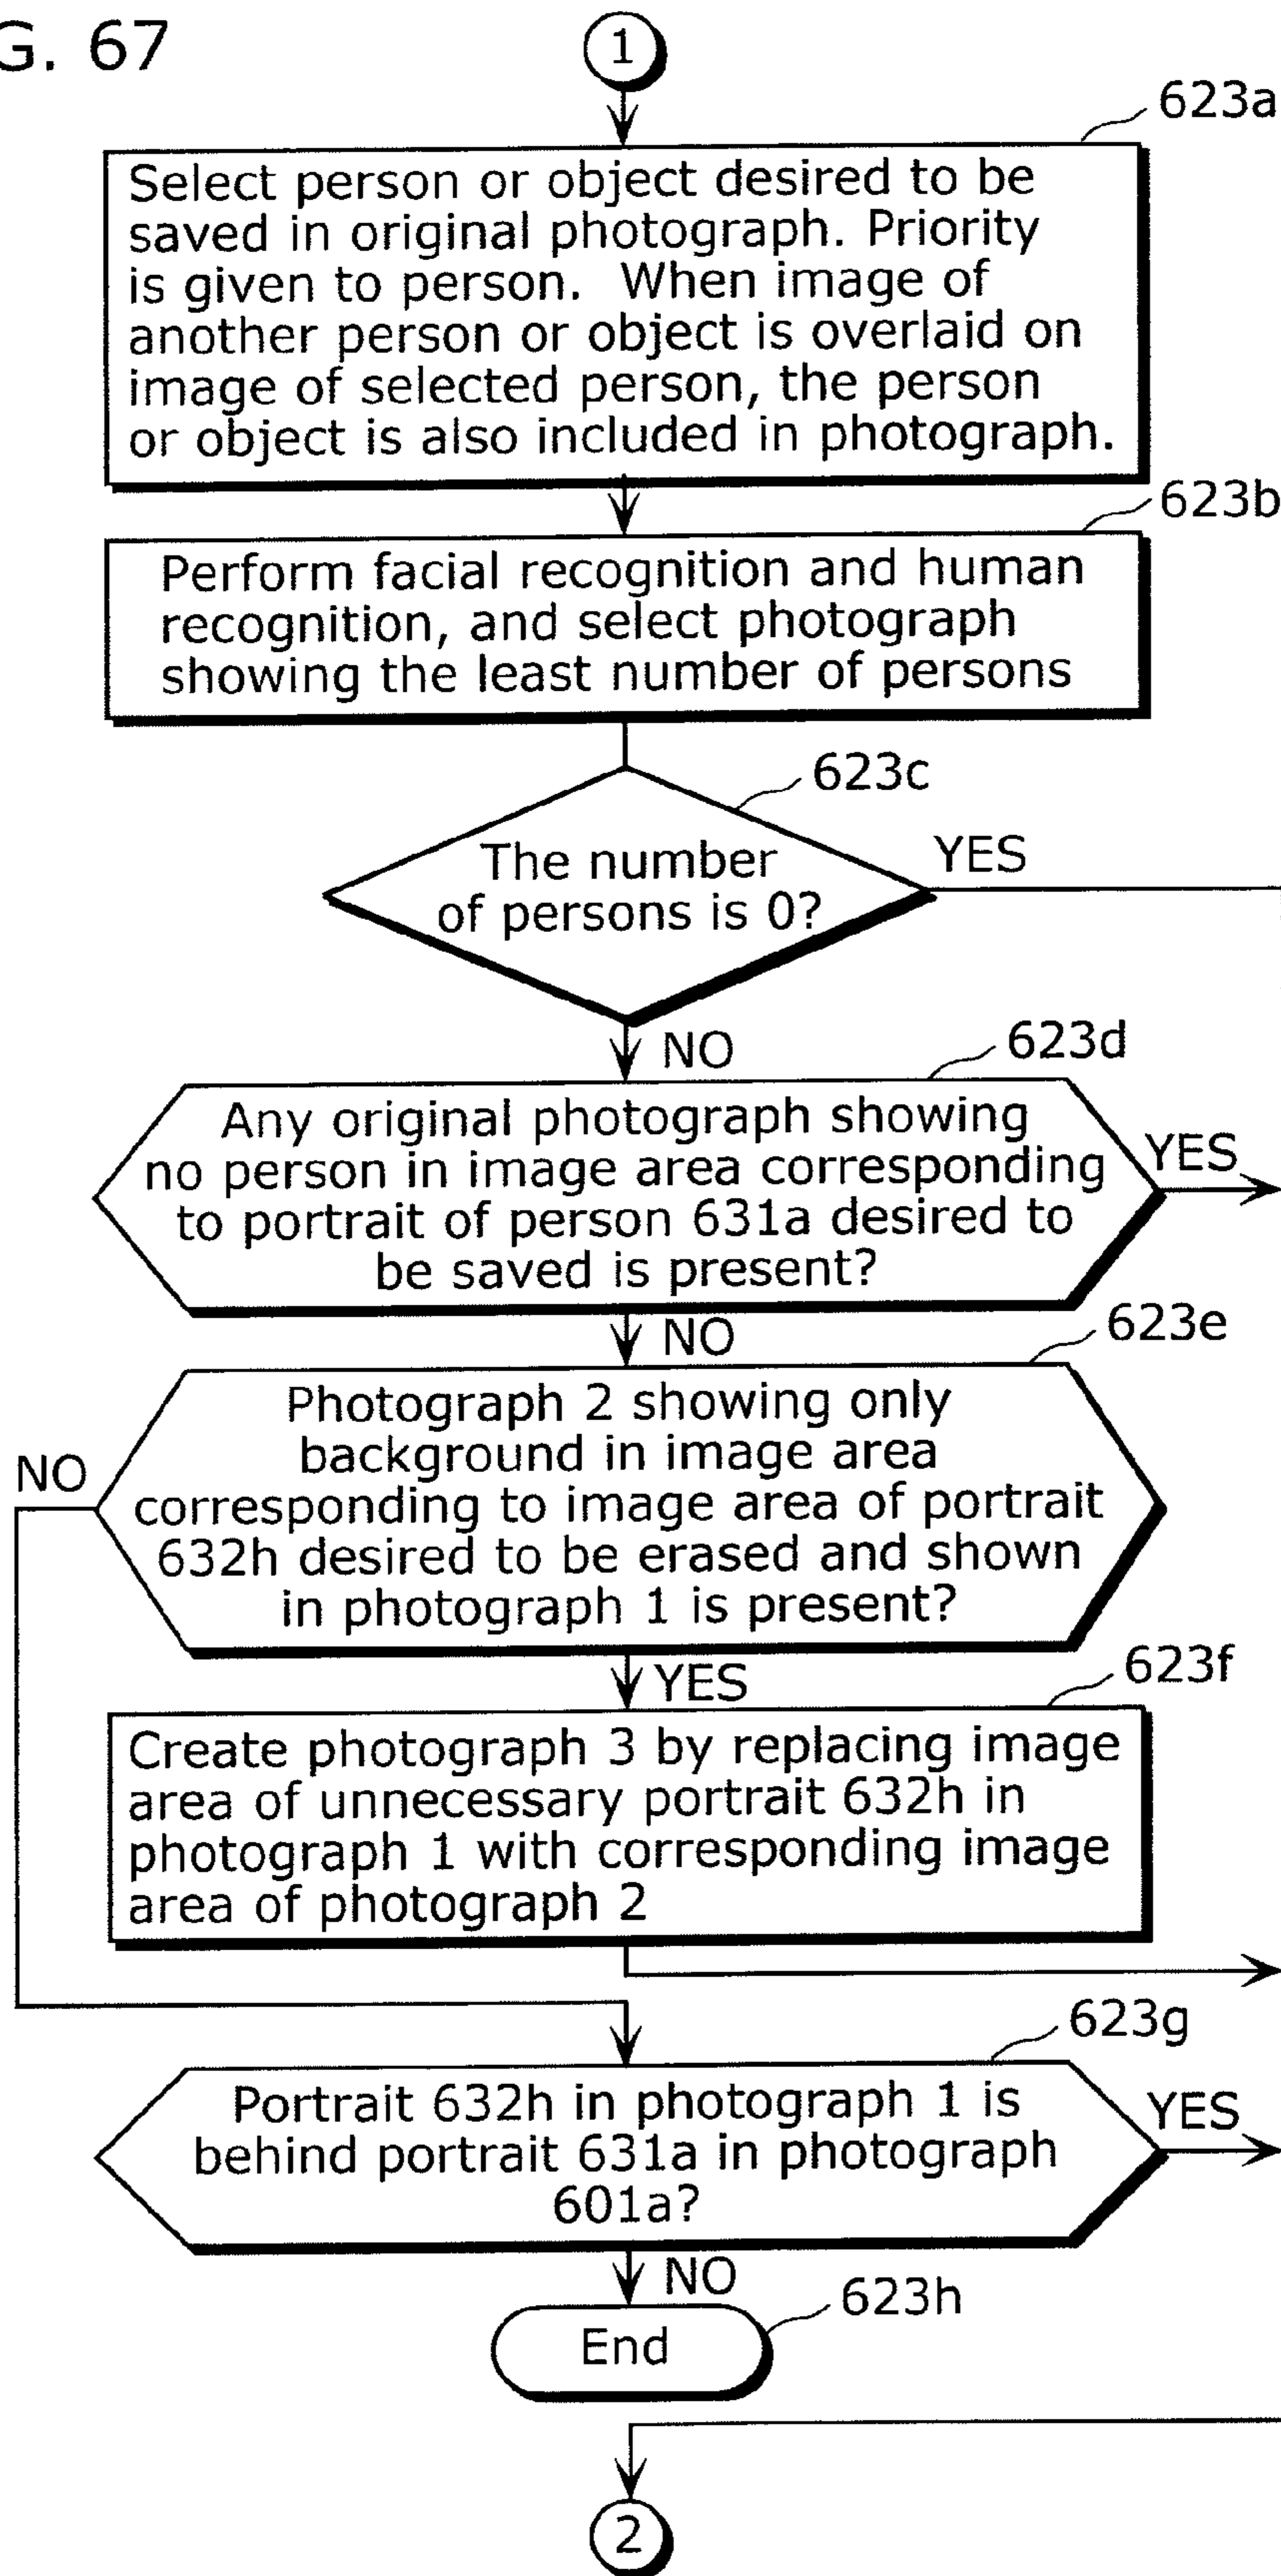 G. 67
1
623a
Select person or object desired to be
saved in original photograph. Priority
is given to person. When image of
another person or object is overlaid on
image of selected person, the person
or object is also included in photograph.
623b
Perform facial recognition and human
recognition, and select photograph
showing the least number of persons
623c
The number
of persons is 0?
YES
NO
623d
Any original photograph showing
no person in image area corresponding
to portrait of person 631a desired to
be saved is present?
YES
NO
623e
Photograph 2 showing only
background in image area
corresponding to image area of portrait
632h desired to be erased and shown
in photograph 1 is present?
NO
YES
623f
Create photograph 3 by replacing image
area of unnecessary portrait 632h in
photograph 1 with corresponding image
area of photograph 2
623g
Portrait 632h in photograph 1 is
behind portrait 631a in photograph
601a?
YES
NO
623h
End
2